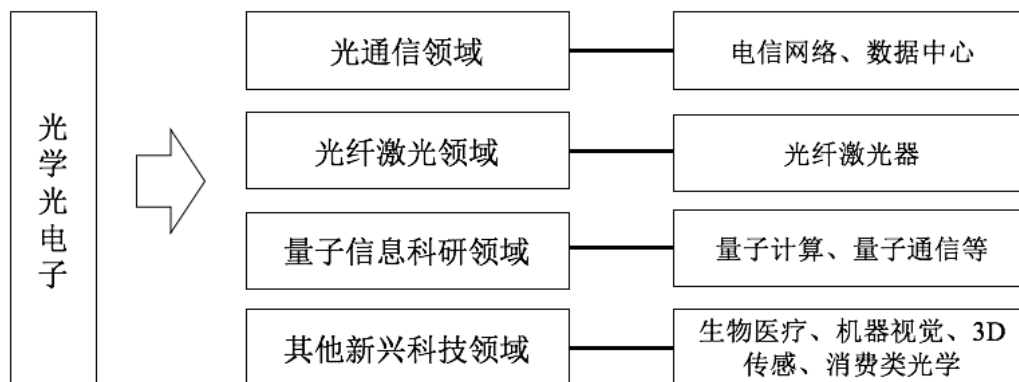 光学光电子
光通信领域
电信网络、数据中心
光纤激光领域
光纤激光器
量子信息科研领域
量子计算、量子通信等
其他新兴科技领域
生物医疗、机器视觉、3D
传感、消费类光学